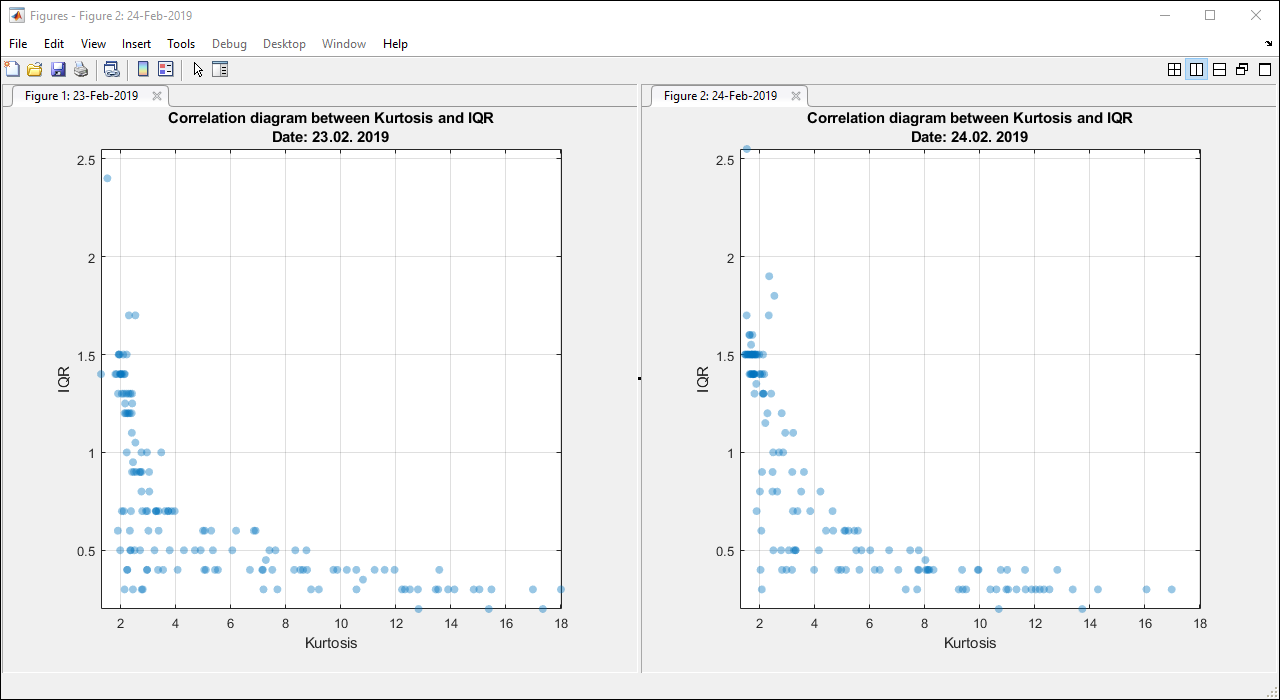 Figures - Figure 2: 24-Feb-2019
File Edit View Insert Tools Debug Desktop Window Help
Figure 1: 23-Feb-2019
Correlation diagram between Kurtosis and IQR
Date: 23.02. 2019
2.5
2
1.5
1
0.5
IQR
2 4 6 8 10 12 14 16 18
Kurtosis
Figure 2: 24-Feb-2019
Correlation diagram between Kurtosis and IQR
Date: 24.02. 2019
2.5
2
1.5
1
0.5
IQR
2 4 6 8 10 12 14 16 18
Kurtosis